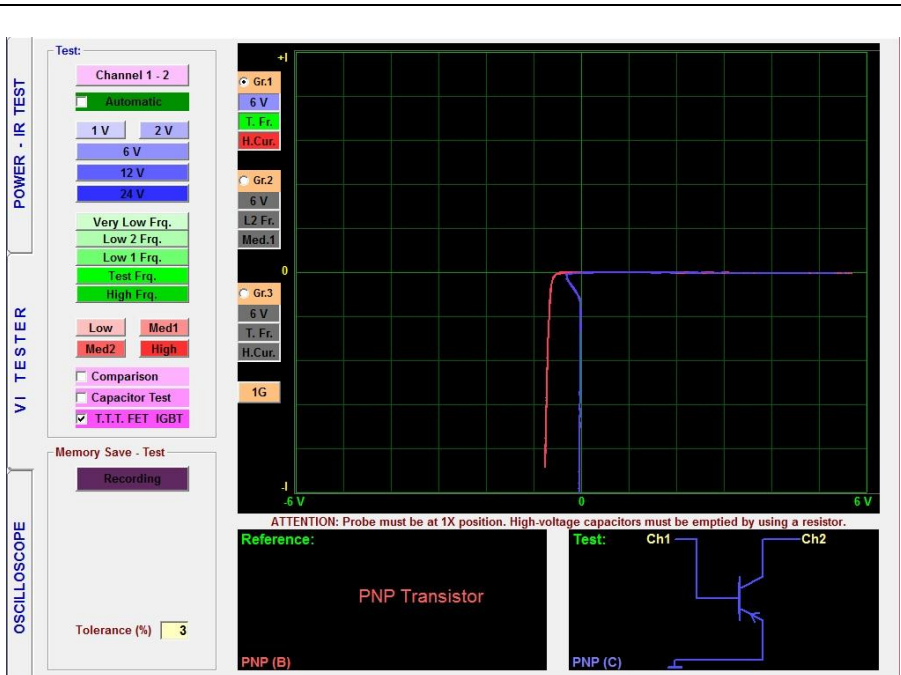 POWER - IR TEST
VI TESTER
OSCILLOSCOPE
Test:
Channel 1 - 2
Automatic
1 V
2 V
6 V
12 V
24 V
Very Low Frq.
Low 2 Frq.
Low 1 Frq.
Test Frq.
High Frq.
Low
Med1
Med2
High
Comparison
Capacitor Test
T.T.T. FET IGBT
Memory Save - Test
Recording
Tolerance (%)
3
Gr.1
6 V
T. Fr.
H.Cur.
Gr.2
6 V
L2 Fr.
Med.1
Gr.3
6 V
T. Fr.
H.Cur.
1G
+I
0
-I
-6 V
0
6 V
ATTENTION: Probe must be at 1X position. High-voltage capacitors must be emptied by using a resistor.
Reference:
PNP Transistor
PNP (B)
Test:
Ch1
Ch2
PNP (C)